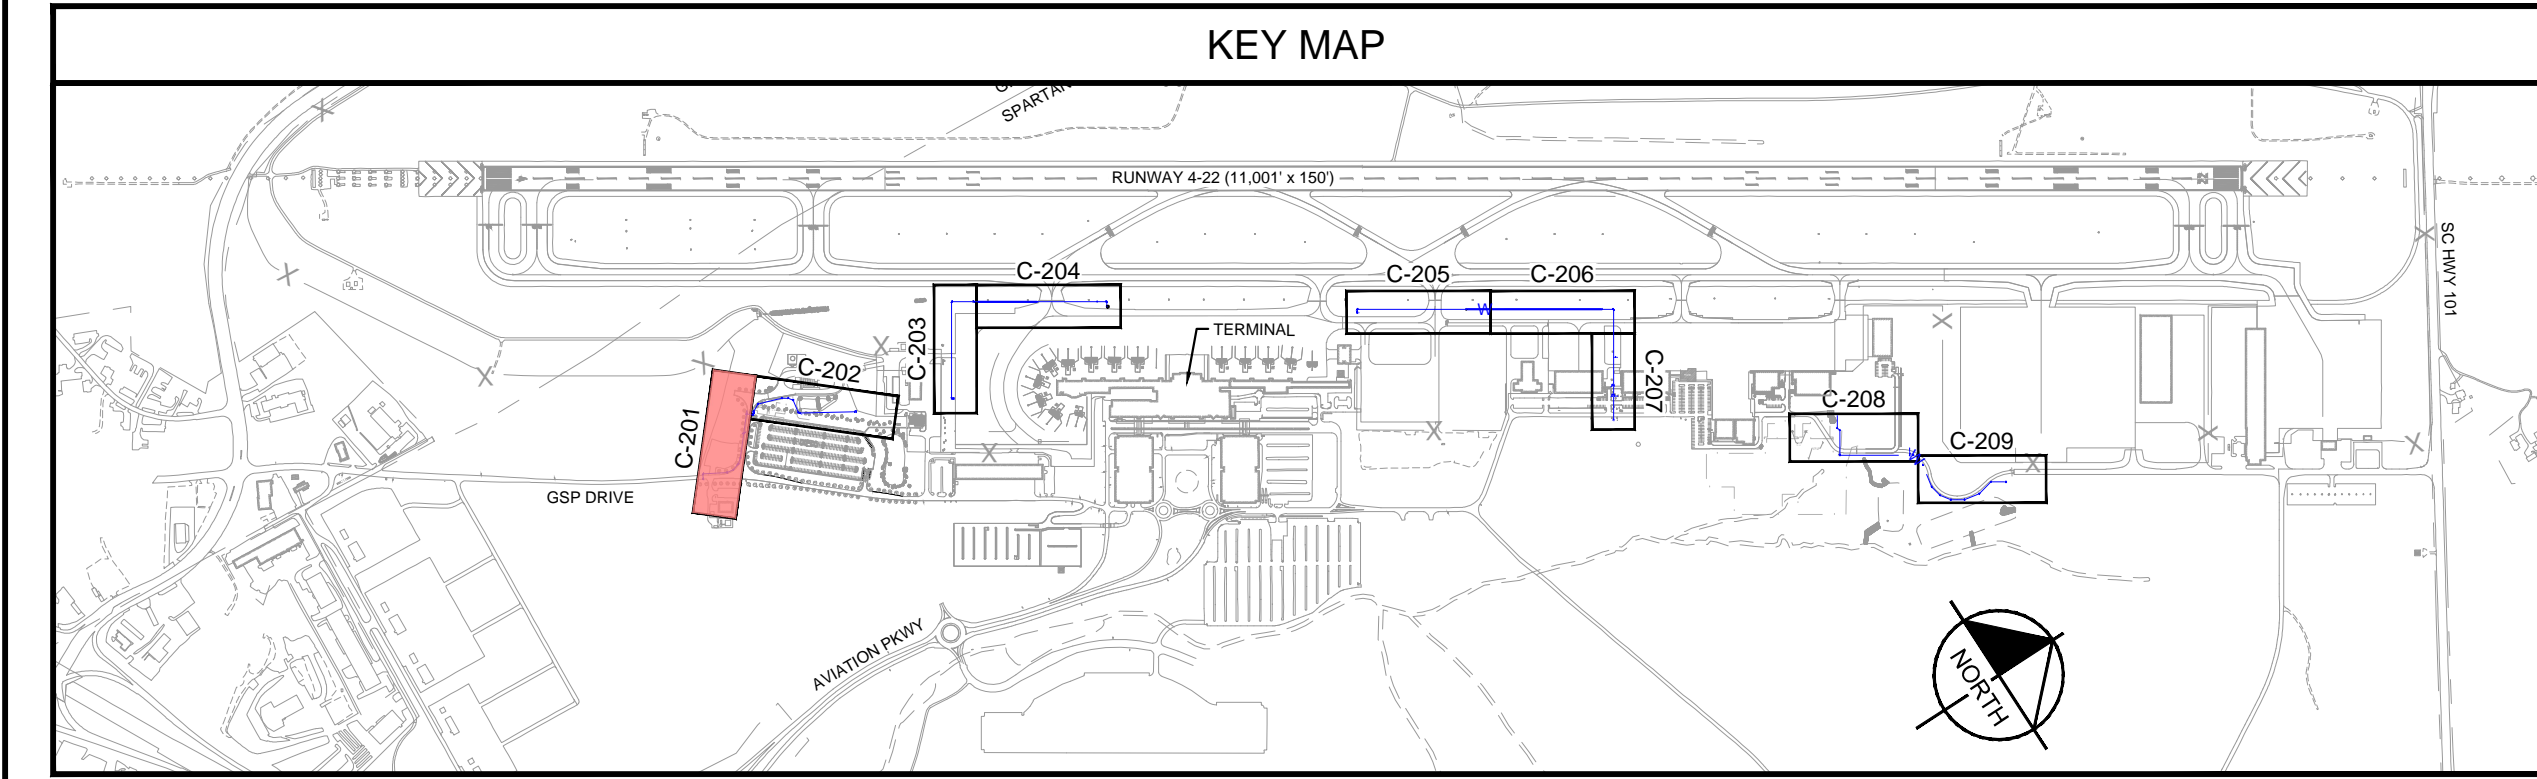 KEY MAP
SPARTAN
RUNWAY 4-22 (11,001' x 150')
SC HWY 101
C-204
C-205
C-206
C-203
TERMINAL
C-202
C-207
C-208
C-201
C-209
GSP DRIVE
W
AVIATION PKWY
NORTH